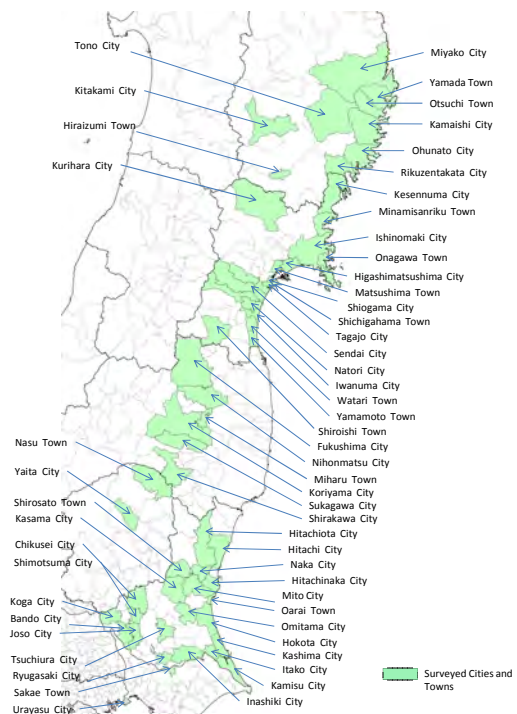 Tono City
Kitakami City
Hiraizumi Town
Kurihara City
Miyako City
Yamada Town
Otsuchi Town
Kamaishi City
Ohunato City
Rikuzentakata City
Kesennuma City
Minamisanriku Town
Ishinomaki City
Onagawa Town
Higashimatsushima City
Matsushima Town
Shiogama City
Shichigahama Town
Tagajo City
Sendai City
Natori City
Iwanuma City
Watari Town
Yamamoto Town
Shiroishi Town
Fukushima City
Nihonmatsu City
Miharu Town
Koriyama City
Sukagawa City
Shirakawa City
Nasu Town
Yaita City
Shirosato Town
Kasama City
Chikusei City
Shimotsuma City
Koga City
Bando City
Joso City
Tsuchiura City
Ryugasaki City
Sakae Town
Urayasu City
Hitachiota City
Hitachi City
Naka City
Hitachinaka City
Mito City
Oarai Town
Omitama City
Hokota City
Kashima City
Itako City
Kamisu City
Inashiki City
Surveyed Cities and
Towns